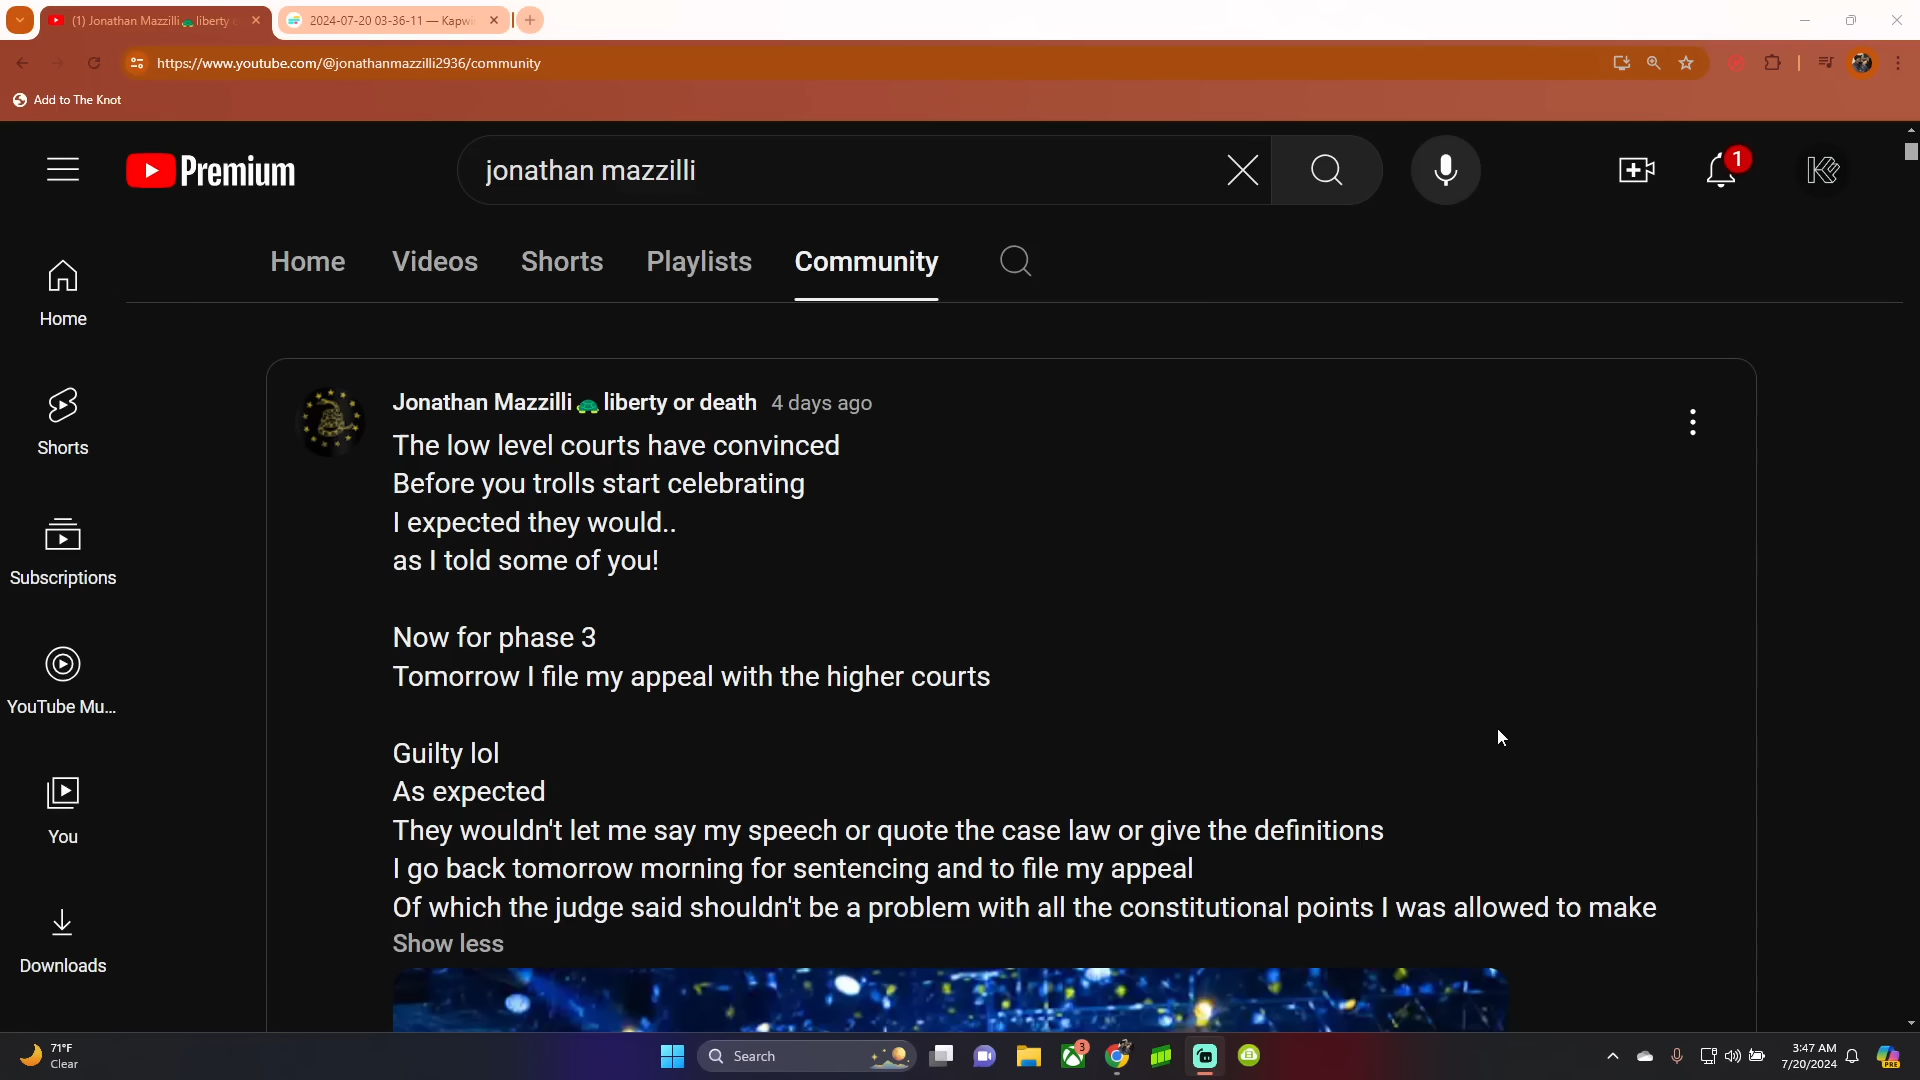 (1) Jonathan Mazzilli🐢liberty
2024-07-20 03-36-11 — Kapwi
https://www.youtube.com/@jonathanmazzilli2936/community
Add to The Knot
Premium
jonathan mazzilli
1
Home
Videos
Shorts
Playlists
Community
Home
Shorts
Subscriptions
YouTube Mu...
You
Downloads
Jonathan Mazzilli🐢liberty or death 4 days ago
The low level courts have convinced
Before you trolls start celebrating
I expected they would..
as I told some of you!
Now for phase 3
Tomorrow I file my appeal with the higher courts
Guilty lol
As expected
They wouldn't let me say my speech or quote the case law or give the definitions
I go back tomorrow morning for sentencing and to file my appeal
Of which the judge said shouldn't be a problem with all the constitutional points I was allowed to make
Show less
71°F
Clear
Search
3
3:47 AM
7/20/2024
PRE